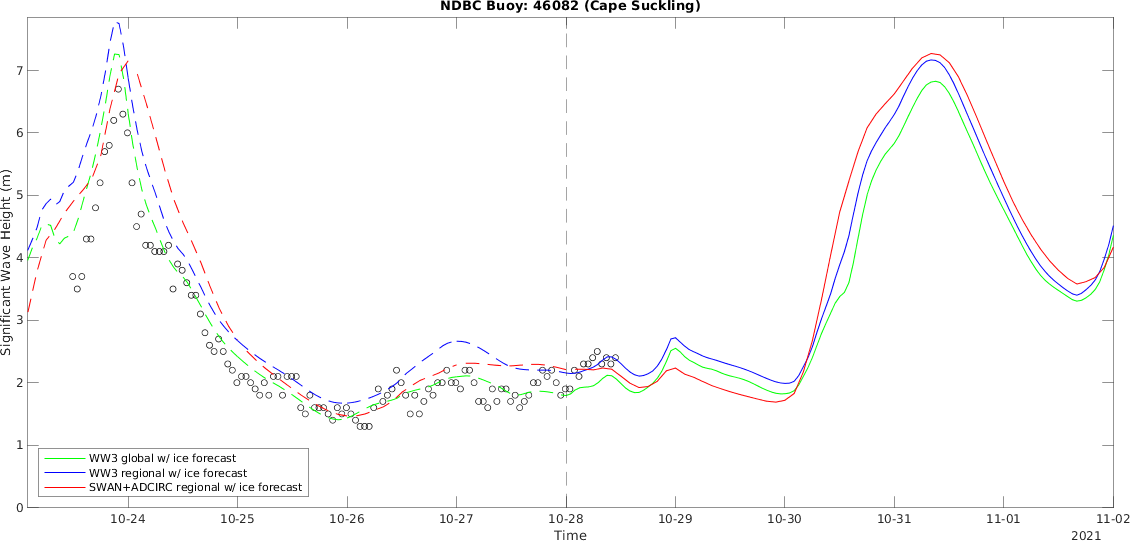 NDBC Buoy: 46082 (Cape Suckling)
Significant Wave Height (m)
7
6
5
4
3
2
1
0
WW3 global w/ ice forecast
WW3 regional w/ ice forecast
SWAN+ADCIRC regional w/ ice forecast
10-24 10-25 10-26 10-27 10-28 10-29 10-30 10-31 11-01 11-02
Time
2021